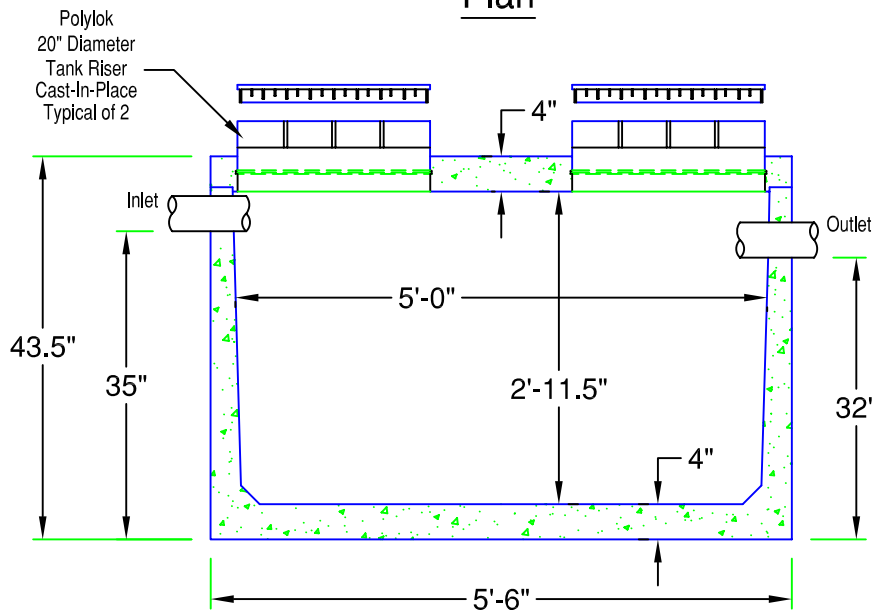 Plan
Polylok
20" Diameter
Tank Riser
Cast-In-Place
Typical of 2
4"
Inlet
Outlet
5'-0"
43.5"
35"
2'-11.5"
32'
4"
5'-6"